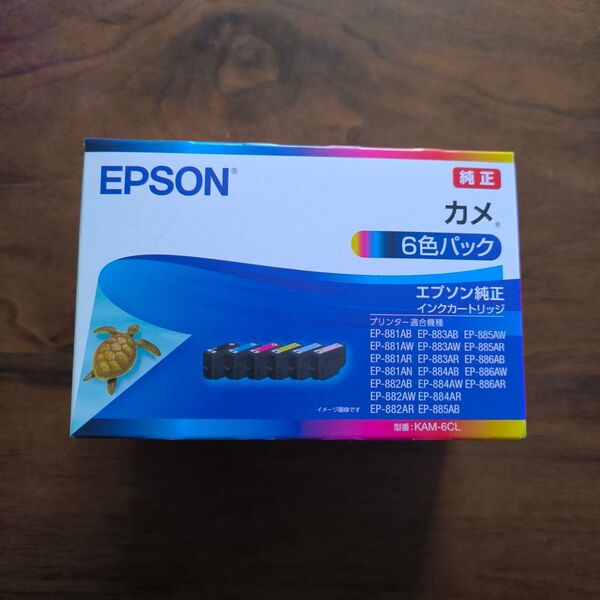 EPSON®
純正
カメ®
6色パック
エプソン純正
インクカートリッジ
プリンター適合機種
EP-881AB EP-883AB EP-885AW
EP-881AW EP-883AW EP-885AR
EP-881AR EP-883AR EP-886AB
EP-881AN EP-884AB EP-886AW
EP-882AB EP-884AW EP-886AR
EP-882AW EP-884AR
EP-882AR EP-885AB
イメージ画像です
型番:KAM-6CL